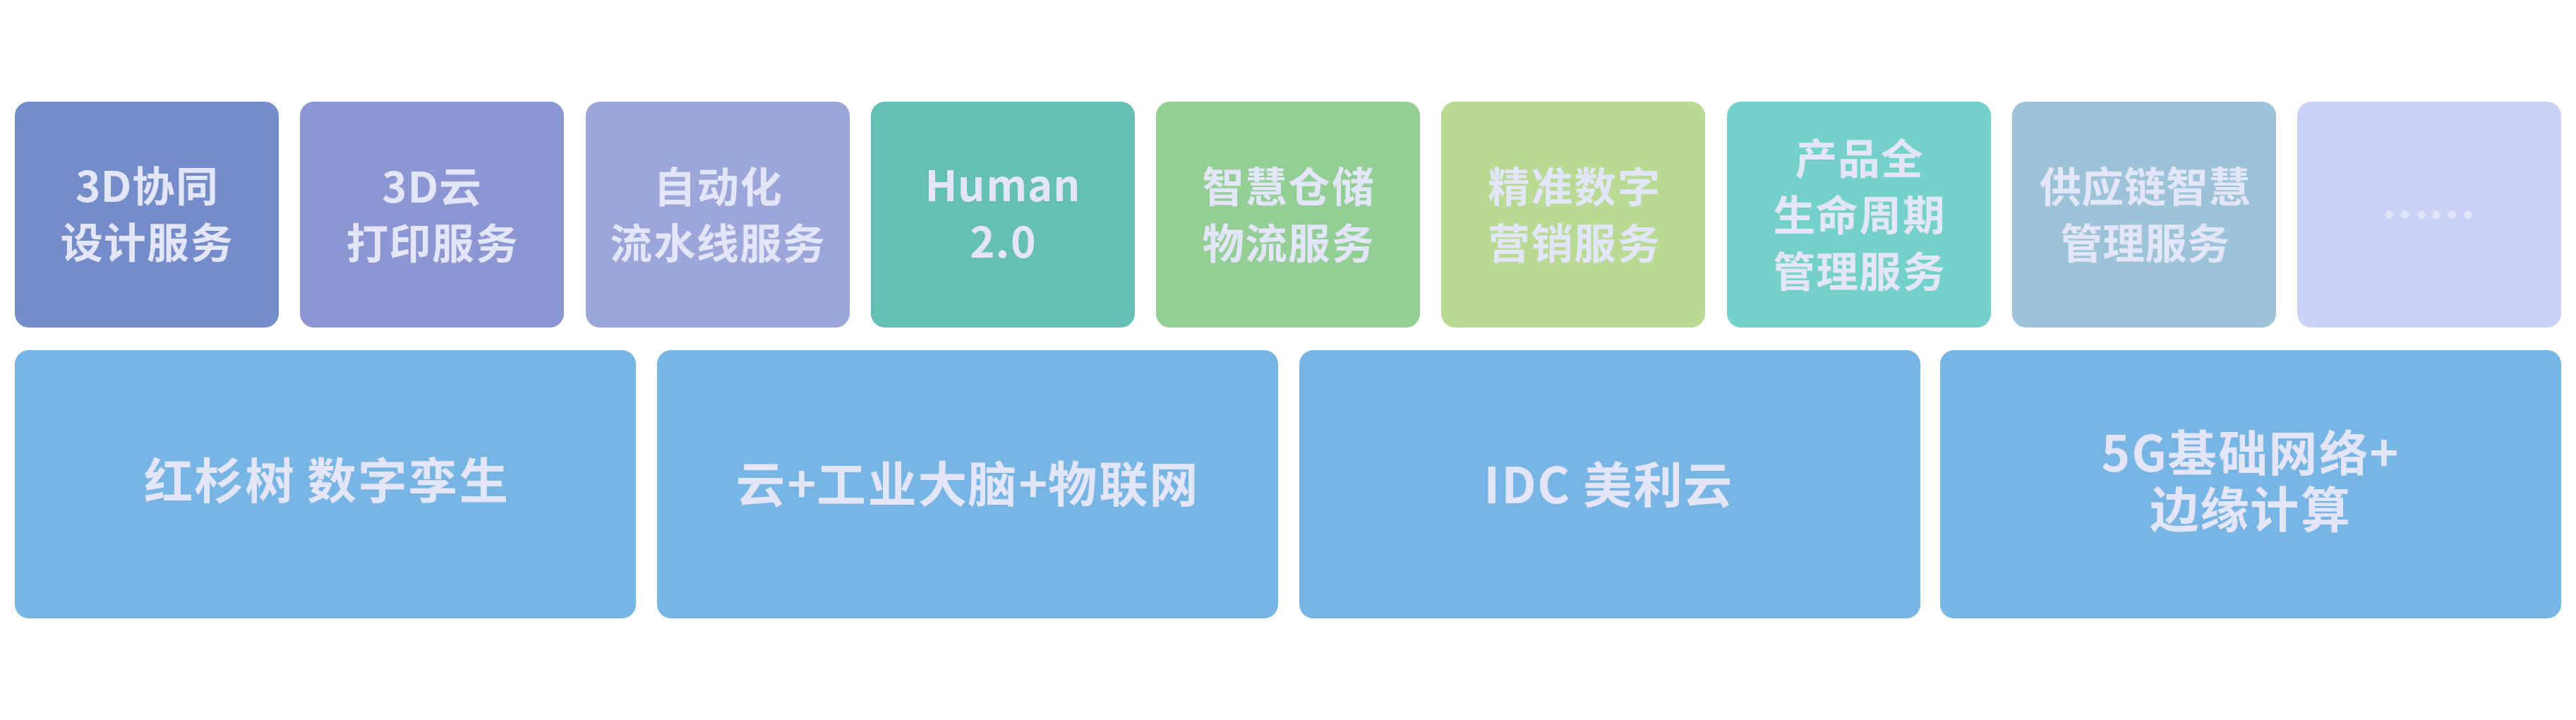 3D协同
设计服务
3D云
打印服务
自动化
流水线服务
Human
2.0
智慧仓储
物流服务
精准数字
营销服务
产品全
生命周期
管理服务
供应链智慧
管理服务
……
红杉树 数字孪生
云+工业大脑+物联网
IDC 美利云
5G基础网络+
边缘计算